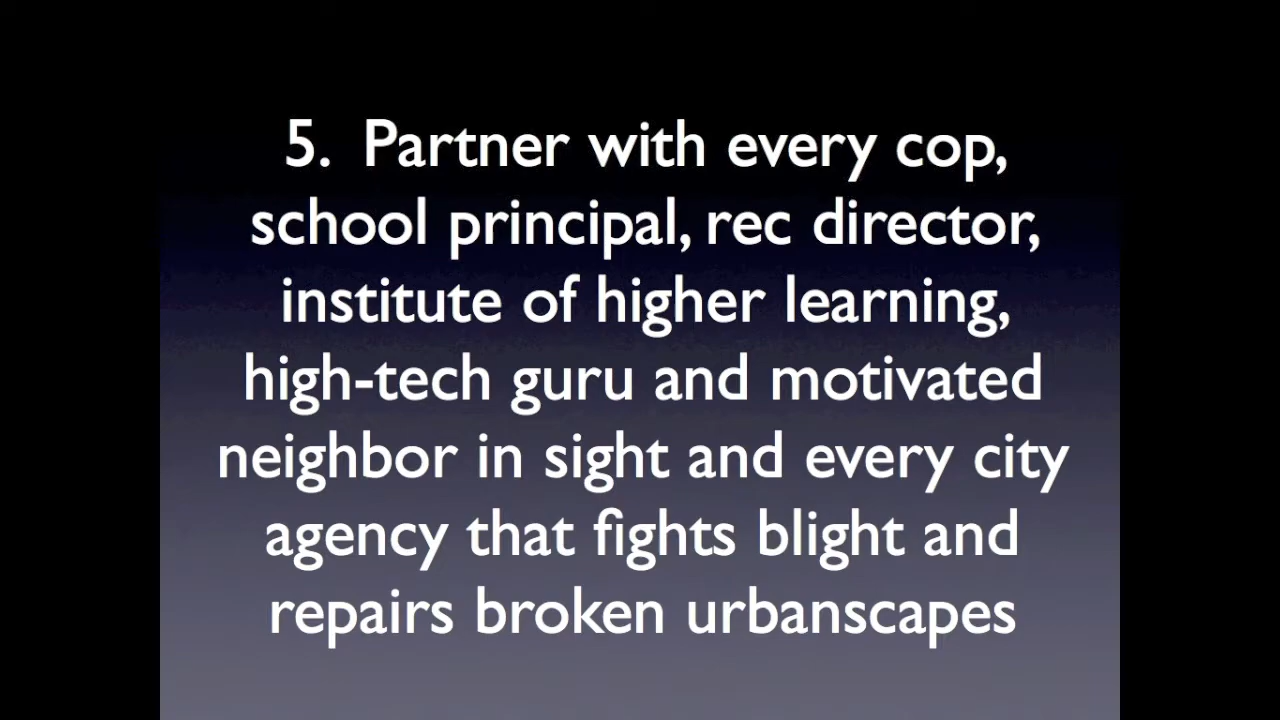 5.  Partner with every cop,
school principal, rec director,
institute of higher learning,
high-tech guru and motivated
neighbor in sight and every city
agency that fights blight and
repairs broken urbanscapes